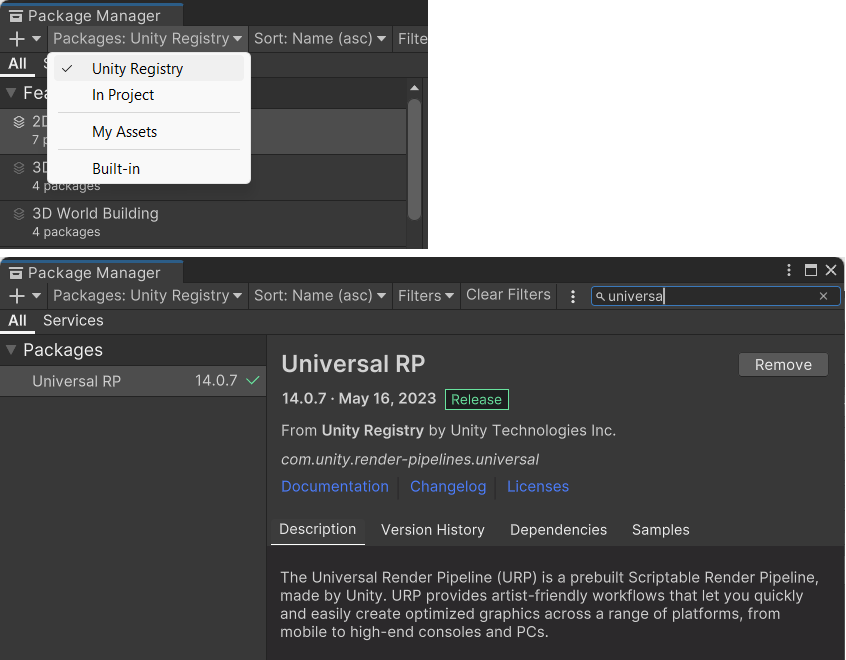 Package Manager
Packages: Unity Registry Sort: Name (asc) Filte
All S
Unity Registry
Fea
In Project
2D
My Assets
7 p
3D
Built-in
4 packages
3D World Building
4 packages
Package Manager
Packages: Unity Registry Sort: Name (asc) Filters Clear Filters universa
All Services
Packages
Universal RP 14.0.7
Universal RP
Remove
14.0.7 · May 16, 2023 Release
From Unity Registry by Unity Technologies Inc.
com.unity.render-pipelines.universal
Documentation Changelog Licenses
Description Version History Dependencies Samples
The Universal Render Pipeline (URP) is a prebuilt Scriptable Render Pipeline,
made by Unity. URP provides artist-friendly workflows that let you quickly
and easily create optimized graphics across a range of platforms, from
mobile to high-end consoles and PCs.